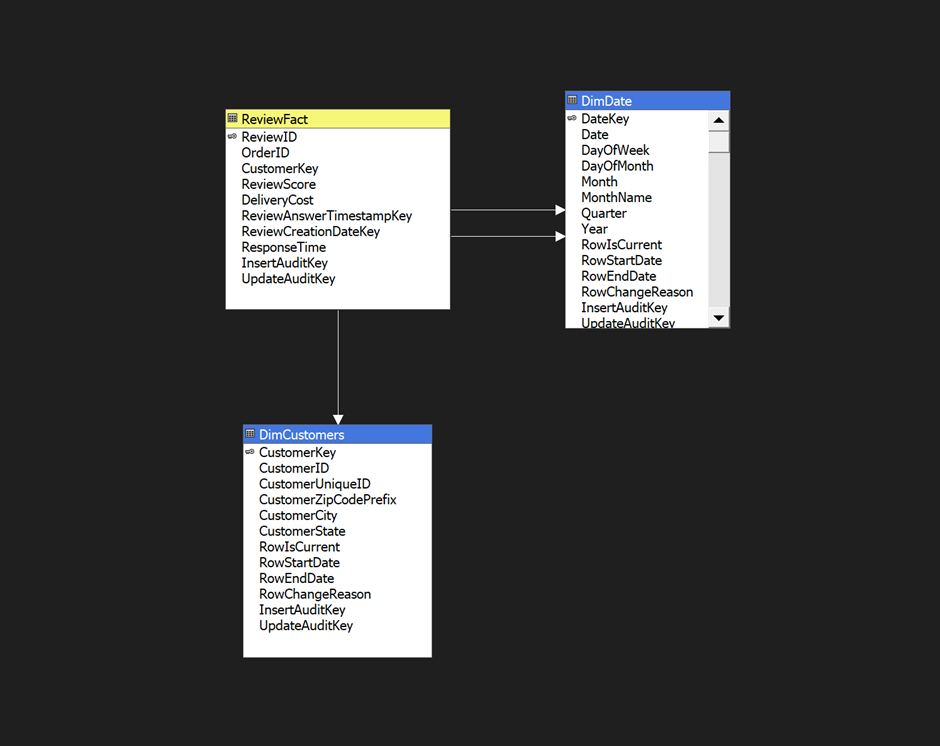 ReviewFact
ReviewID
OrderID
CustomerKey
ReviewScore
DeliveryCost
ReviewAnswerTimestampKey
ReviewCreationDateKey
ResponseTime
InsertAuditKey
UpdateAuditKey
DimDate
DateKey
Date
DayOfWeek
DayOfMonth
Month
MonthName
Quarter
Year
RowIsCurrent
RowStartDate
RowEndDate
RowChangeReason
InsertAuditKey
UpdateAuditKey
DimCustomers
CustomerKey
CustomerID
CustomerUniqueID
CustomerZipCodePrefix
CustomerCity
CustomerState
RowIsCurrent
RowStartDate
RowEndDate
RowChangeReason
InsertAuditKey
UpdateAuditKey